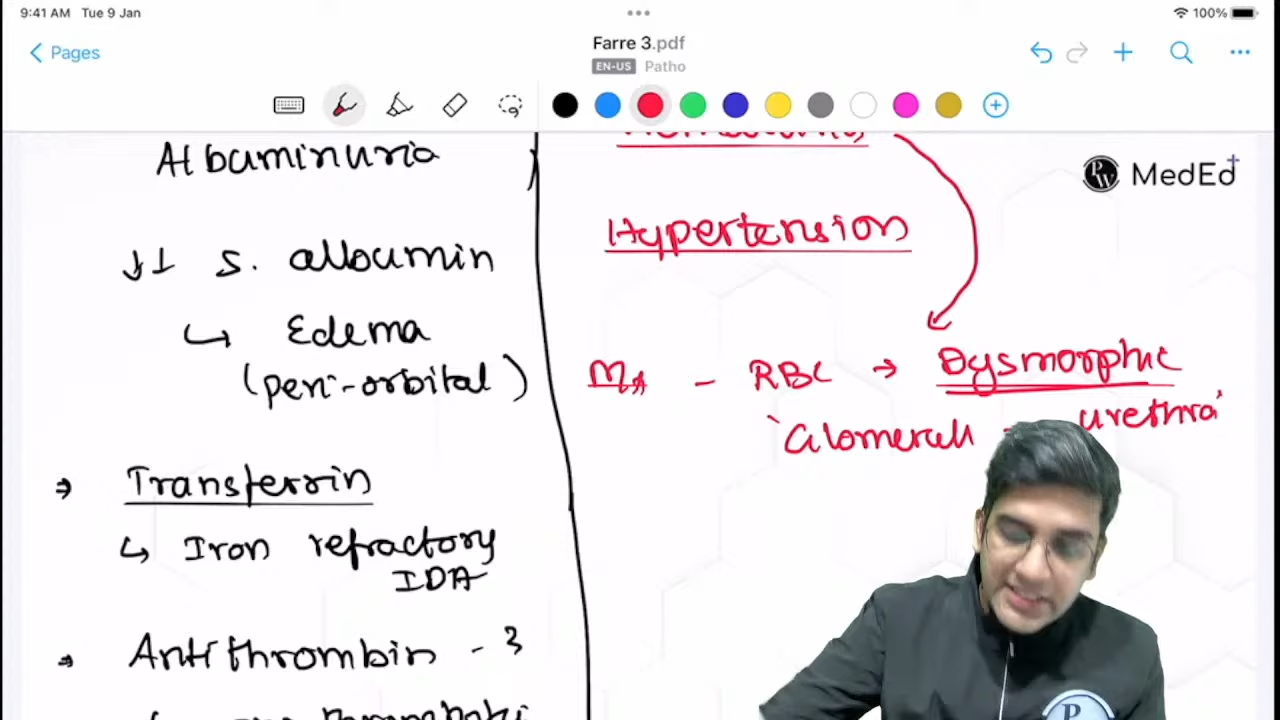 9:41 AM Tue 9 Jan
100%
Pages
Farre 3.pdf
EN-US Patho
MedEd
Albuminuria
↓↓ S. albumin
↳ Edema
(peri-orbital)
⇒ Transferrin
↳ Iron refractory
IDA
⇒ Antithrombin - 3
Hypertension
RBC → Dysmorphic
urethra
PW